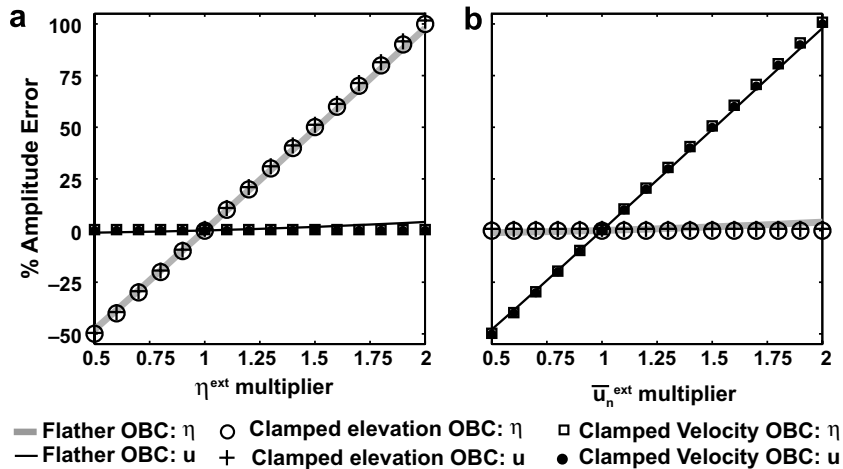 a
b
% Amplitude Error
100
75
50
25
0
−25
−50
0.5 0.75 1 1.25 1.5 1.75 2
0.5 0.75 1 1.25 1.5 1.75 2
η^ext multiplier
u̅ₙ^ext multiplier
Flather OBC: η
Clamped elevation OBC: η
Clamped Velocity OBC: η
Flather OBC: u
Clamped elevation OBC: u
Clamped Velocity OBC: u